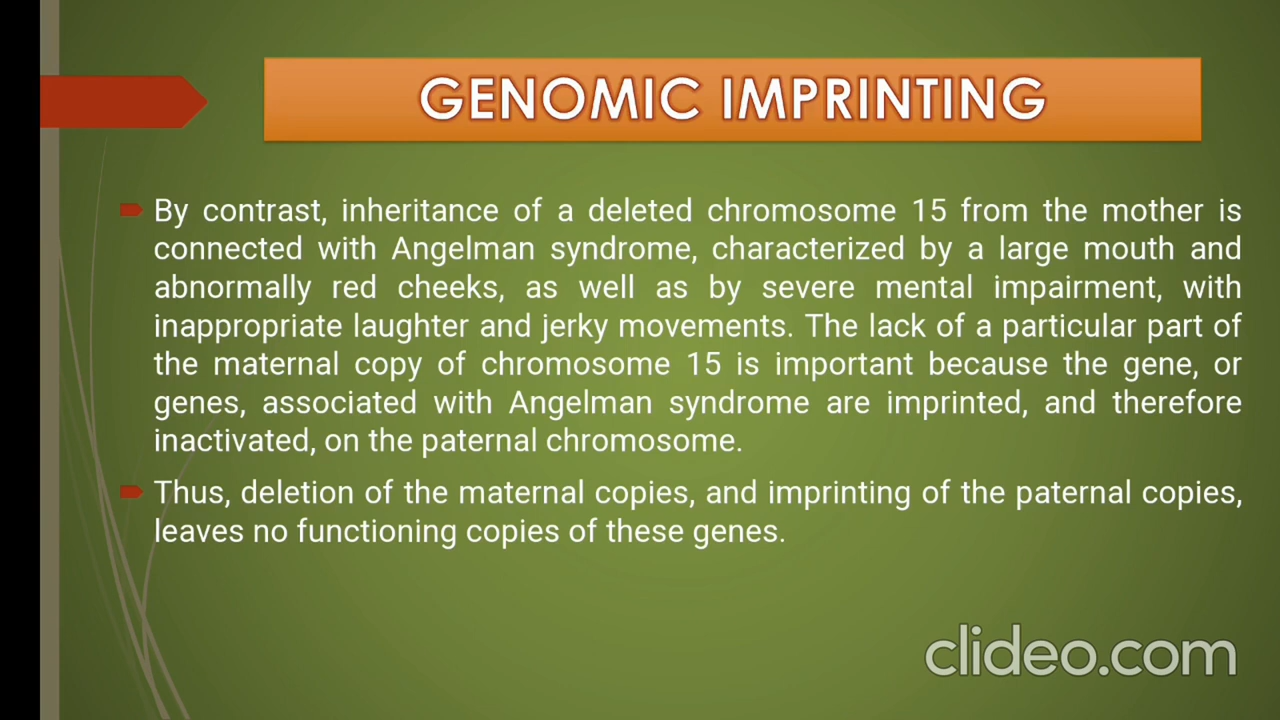 GENOMIC IMPRINTING
By contrast, inheritance of a deleted chromosome 15 from the mother is
connected with Angelman syndrome, characterized by a large mouth and
abnormally red cheeks, as well as by severe mental impairment, with
inappropriate laughter and jerky movements. The lack of a particular part of
the maternal copy of chromosome 15 is important because the gene, or
genes, associated with Angelman syndrome are imprinted, and therefore
inactivated, on the paternal chromosome.
Thus, deletion of the maternal copies, and imprinting of the paternal copies,
leaves no functioning copies of these genes.
clideo.com